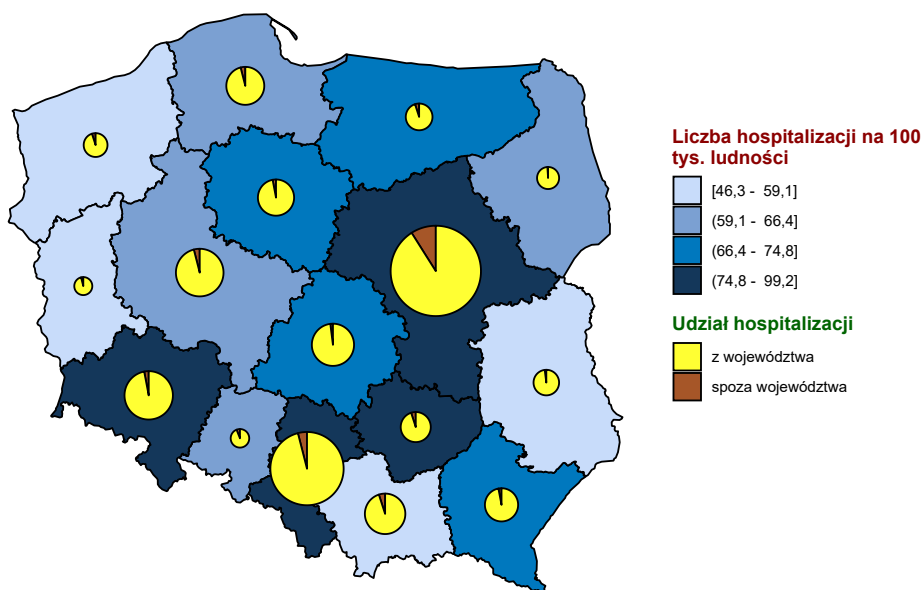 Liczba hospitalizacji na 100
tys. ludności
[46,3 - 59,1]
(59,1 - 66,4]
(66,4 - 74,8]
(74,8 - 99,2]
Udział hospitalizacji
z województwa
spoza województwa